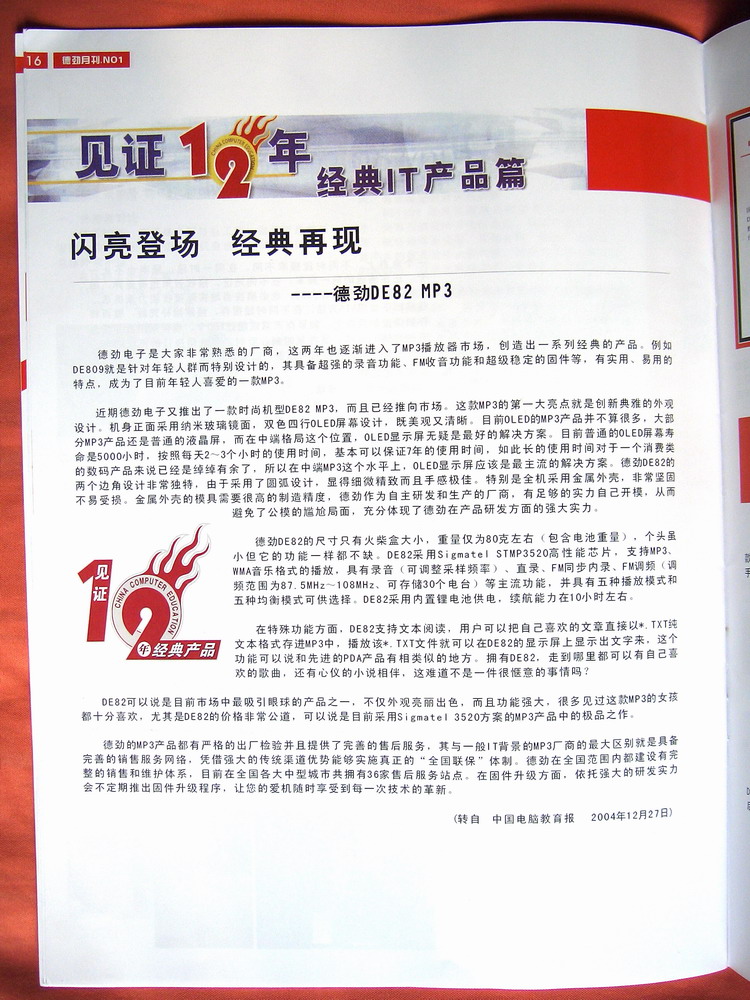 16 德劲月刊.NO1
见证12年
CHINA COMPUTER EDUCATION
经典IT产品篇
闪亮登场 经典再现
----德劲DE82 MP3
德劲电子是大家非常熟悉的厂商，这两年也逐渐进入了MP3播放器市场，创造出一系列经典的产品。例如
DE809就是针对年轻人群而特别设计的，其具备超强的录音功能、FM收音功能和超级稳定的固件等，有实用、易用的
特点，成为了目前年轻人喜爱的一款MP3。
近期德劲电子又推出了一款时尚机型DE82 MP3，而且已经推向市场。这款MP3的第一大亮点就是创新典雅的外观
设计。机身正面采用纳米玻璃镜面，双色四行OLED屏幕设计，既美观又清晰。目前OLED的MP3产品并不算很多，大部
分MP3产品还是普通的液晶屏，而在中端格局这个位置，OLED显示屏无疑是最好的解决方案。目前普通的OLED屏幕寿
命是5000小时，按照每天2～3个小时的使用时间，基本可以保证7年的使用时间，如此长的使用时间对于一个消费类
的数码产品来说已经是绰绰有余了，所以在中端MP3这个水平上，OLED显示屏应该是最主流的解决方案。德劲DE82的
两个边角设计非常独特，由于采用了圆弧设计，显得细微精致而且手感极佳。特别是全机采用金属外壳，非常坚固
不易受损。金属外壳的模具需要很高的制造精度，德劲作为自主研发和生产的厂商，有足够的实力自己开模，从而
避免了公模的尴尬局面，充分体现了德劲在产品研发方面的强大实力。
见证12年经典产品
CHINA COMPUTER EDUCATION
德劲DE82的尺寸只有火柴盒大小，重量仅为80克左右（包含电池重量），个头虽
小但它的功能一样都不缺。DE82采用Sigmatel STMP3520高性能芯片，支持MP3、
WMA音乐格式的播放，具有录音（可调整采样频率）、直录、FM同步内录、FM调频（调
频范围为87.5MHz～108MHz、可存储30个电台）等主流功能，并具有五种播放模式和
五种均衡模式可供选择。DE82采用内置锂电池供电，续航能力在10小时左右。
在特殊功能方面，DE82支持文本阅读，用户可以把自己喜欢的文章直接以*.TXT纯
文本格式存进MP3中，播放该*.TXT文件就可以在DE82的显示屏上显示出文字来，这个
功能可以说和先进的PDA产品有相类似的地方。拥有DE82，走到哪里都可以有自己喜
欢的歌曲，还有心仪的小说相伴，这难道不是一件很惬意的事情吗？
DE82可以说是目前市场中最吸引眼球的产品之一，不仅外观亮丽出色，而且功能强大，很多见过这款MP3的女孩
都十分喜欢，尤其是DE82的价格非常公道，可以说是目前采用Sigmatel 3520方案的MP3产品中的极品之作。
德劲的MP3产品都有严格的出厂检验并且提供了完善的售后服务，其与一般IT背景的MP3厂商的最大区别就是具备
完善的销售服务网络，凭借强大的传统渠道优势能够实施真正的“全国联保”体制。德劲在全国范围内都建设有完
整的销售和维护体系，目前在全国各大中型城市共拥有36家售后服务站点。在固件升级方面，依托强大的研发实力
会不定期推出固件升级程序，让您的爱机随时享受到每一次技术的革新。
(转自 中国电脑教育报 2004年12月27日)